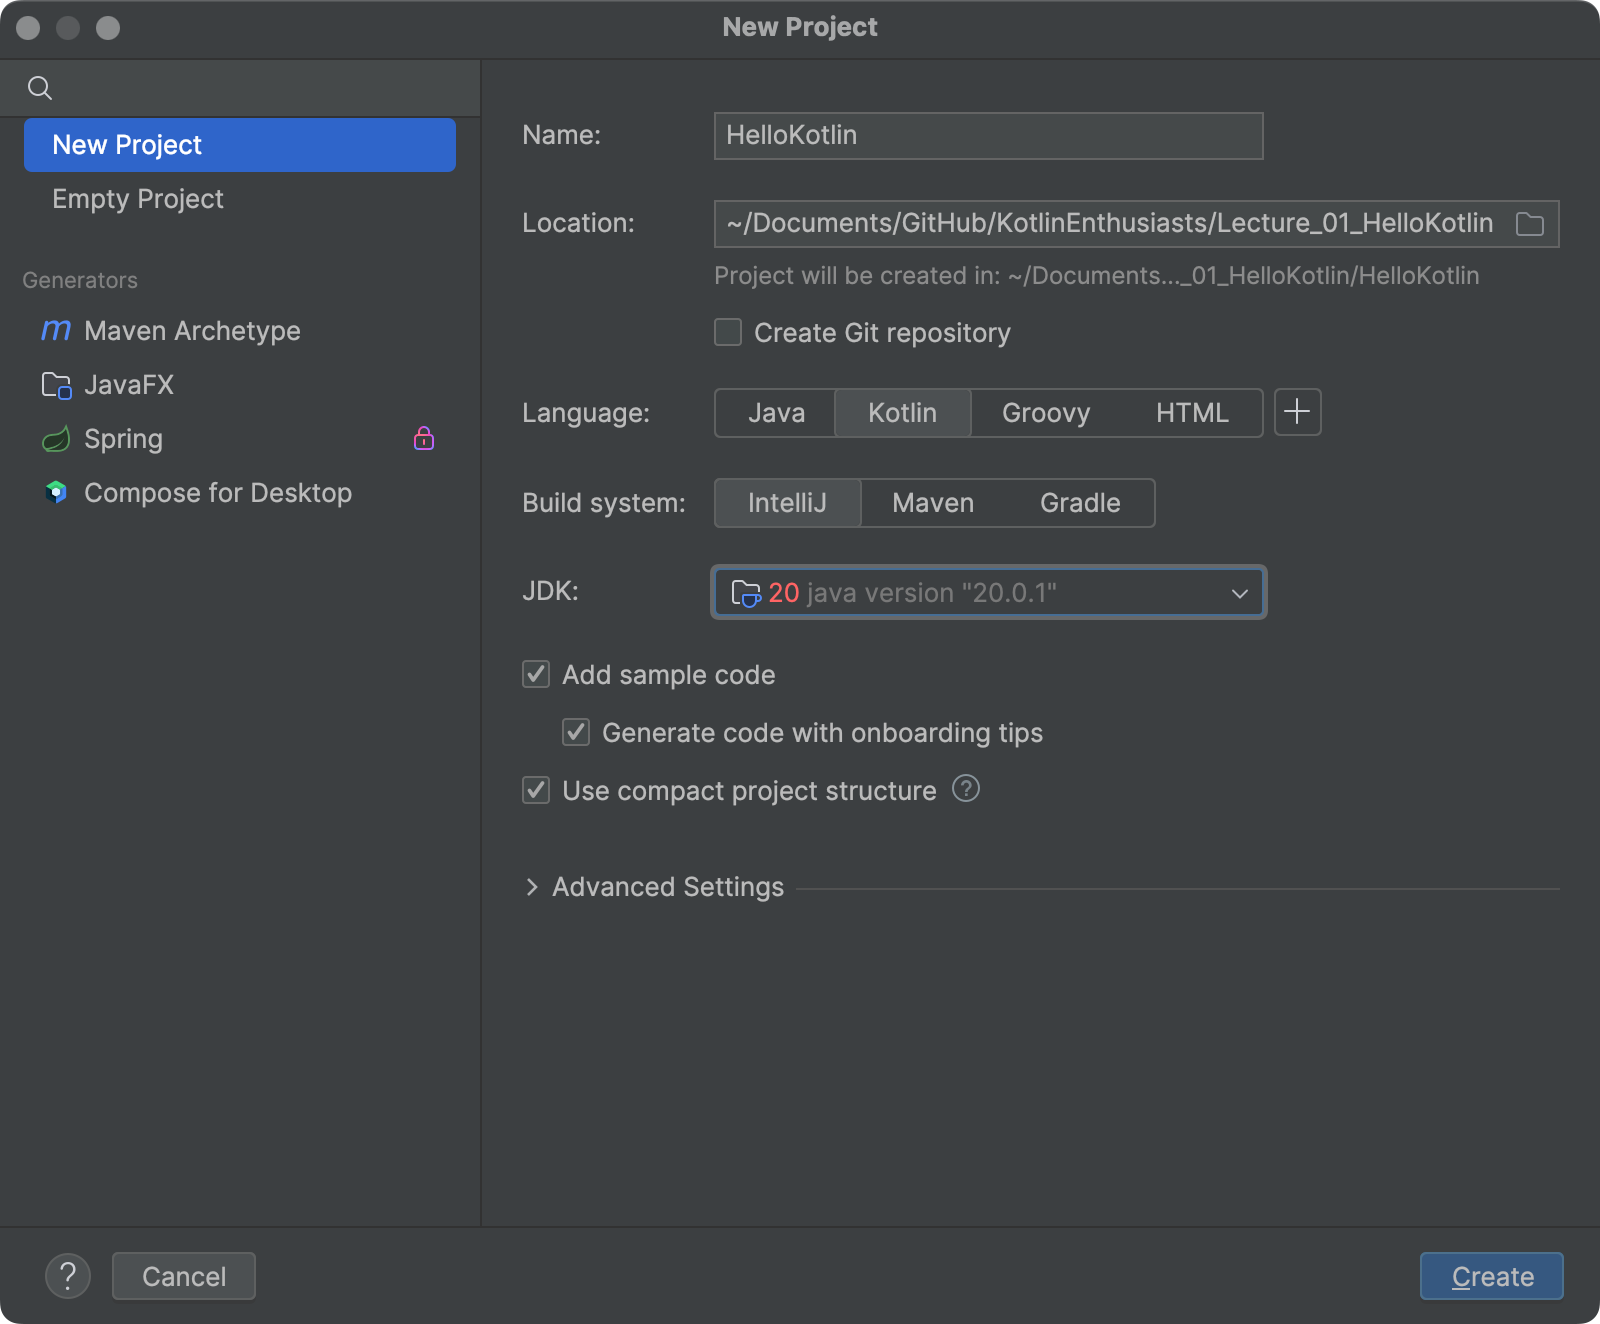 New Project
New Project
Empty Project
Generators
m Maven Archetype
JavaFX
Spring
Compose for Desktop
Name: HelloKotlin
Location: ~/Documents/GitHub/KotlinEnthusiasts/Lecture_01_HelloKotlin
Project will be created in: ~/Documents..._01_HelloKotlin/HelloKotlin
Create Git repository
Language: Java Kotlin Groovy HTML +
Build system: IntelliJ Maven Gradle
JDK: 20 java version "20.0.1"
Add sample code
Generate code with onboarding tips
Use compact project structure ?
Advanced Settings
? Cancel Create